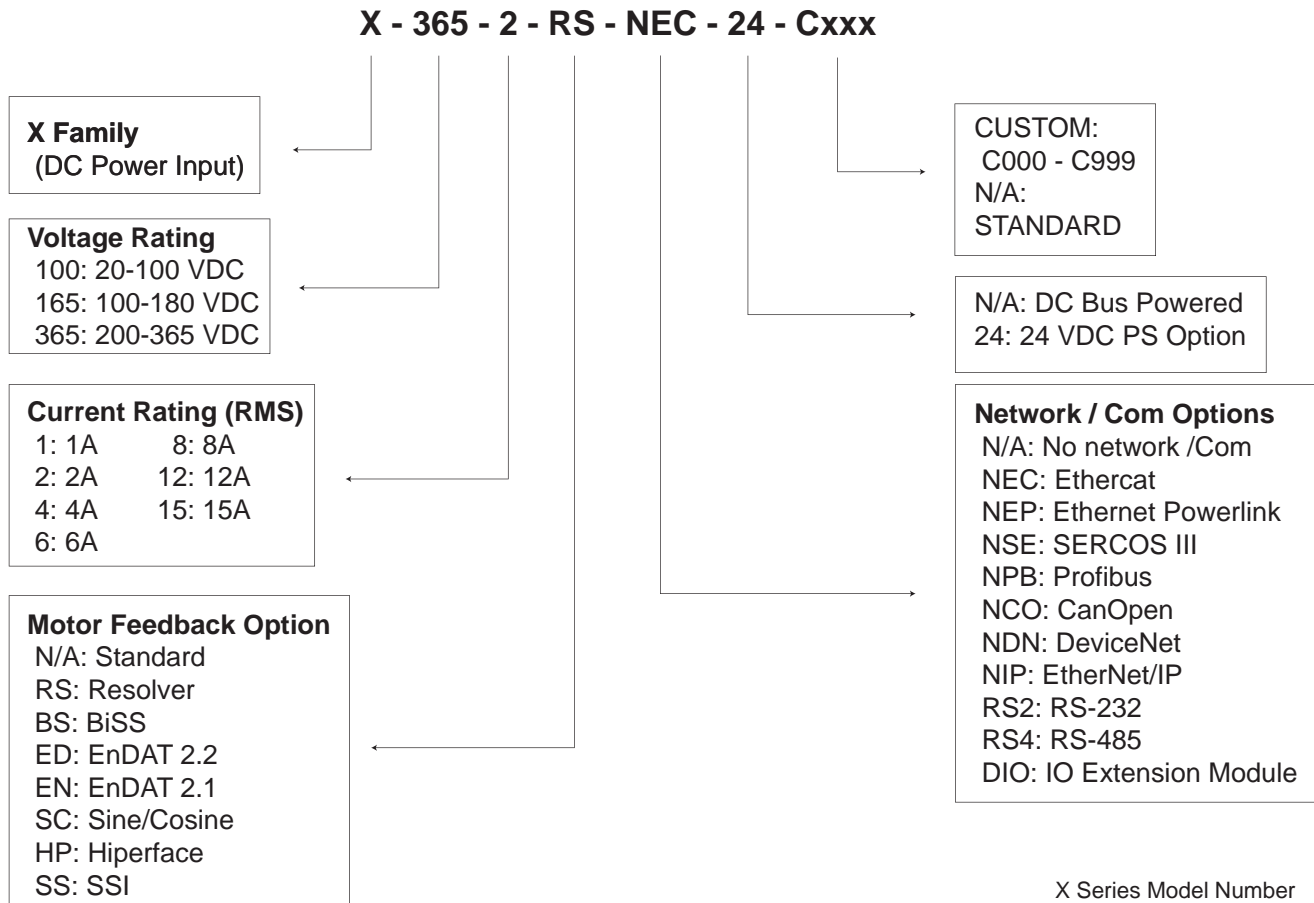 X - 365 - 2 - RS - NEC - 24 - Cxxx
X Family
(DC Power Input)
Voltage Rating
100: 20-100 VDC
165: 100-180 VDC
365: 200-365 VDC
Current Rating (RMS)
1: 1A 8: 8A
2: 2A 12: 12A
4: 4A 15: 15A
6: 6A
Motor Feedback Option
N/A: Standard
RS: Resolver
BS: BiSS
ED: EnDAT 2.2
EN: EnDAT 2.1
SC: Sine/Cosine
HP: Hiperface
SS: SSI
CUSTOM:
C000 - C999
N/A:
STANDARD
N/A: DC Bus Powered
24: 24 VDC PS Option
Network / Com Options
N/A: No network /Com
NEC: Ethercat
NEP: Ethernet Powerlink
NSE: SERCOS III
NPB: Profibus
NCO: CanOpen
NDN: DeviceNet
NIP: EtherNet/IP
RS2: RS-232
RS4: RS-485
DIO: IO Extension Module
X Series Model Number